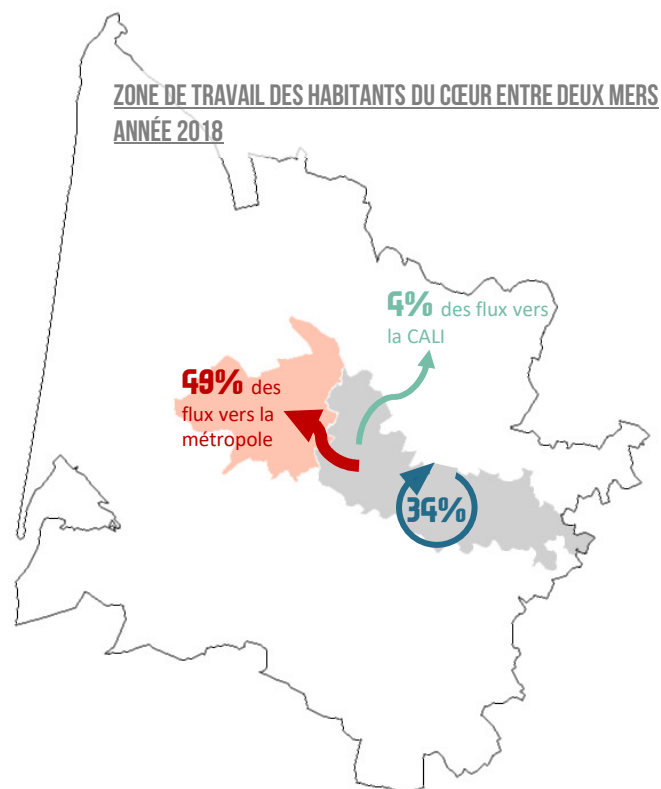 ZONE DE TRAVAIL DES HABITANTS DU CŒUR ENTRE DEUX MERS
ANNÉE 2018
4% des flux vers
la CALI
49% des
flux vers la
métropole
34%